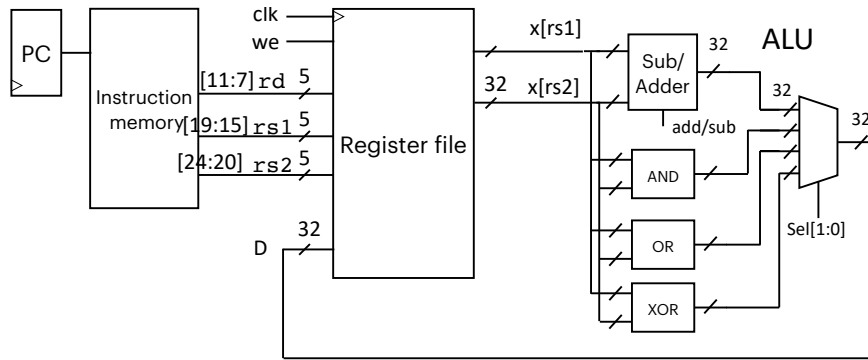 clk
we
PC
Instruction
memory
[11:7] rd 5
[19:15] rs1 5
[24:20] rs2 5
32
D
Register file
x[rs1]
32 x[rs2]
Sub/
Adder
32
ALU
add/sub
32
32
AND
OR
XOR
Sel[1:0]